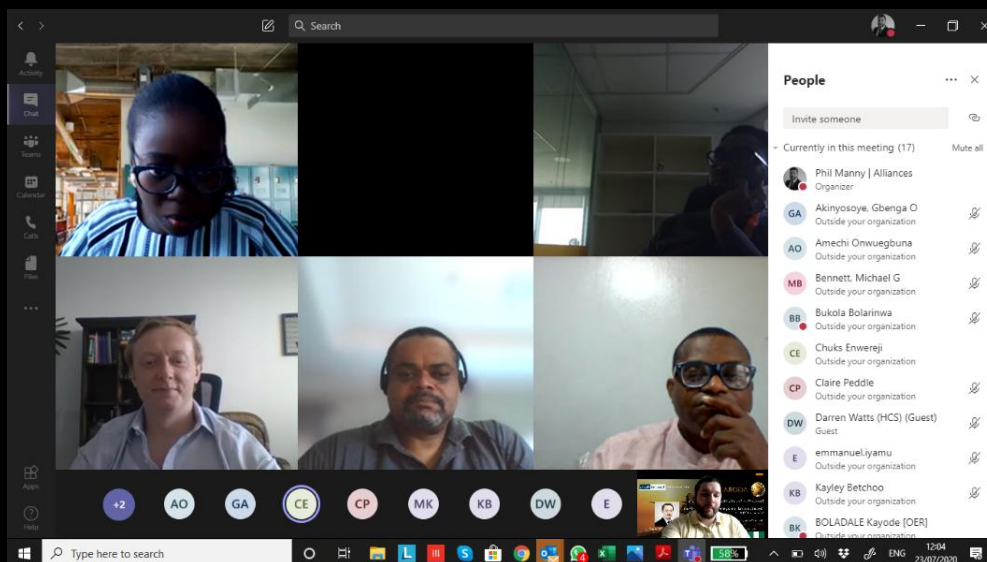 Search
Activity
Chat
Teams
Calendar
Calls
Files
Apps
Help
+2
AO
GA
CE
CP
MK
KB
DW
E
People
Invite someone
Currently in this meeting (17)
Mute all
Phil Manny | Alliances
Organizer
GA
Akinyosoye, Gbenga O
Outside your organization
AO
Amechi Onwuegbuna
Outside your organization
MB
Bennett, Michael G
Outside your organization
BB
Bukola Bolarinwa
Outside your organization
CE
Chuks Enwereji
Outside your organization
CP
Claire Peddle
Outside your organization
DW
Darren Watts (HCS) (Guest)
Guest
E
emmanuel.iyamu
Outside your organization
KB
Kayley Betchoo
Outside your organization
BK
BOLADALE Kayode [OER]
Outside your organization
Type here to search
58%
ENG
12:04
23/07/2020